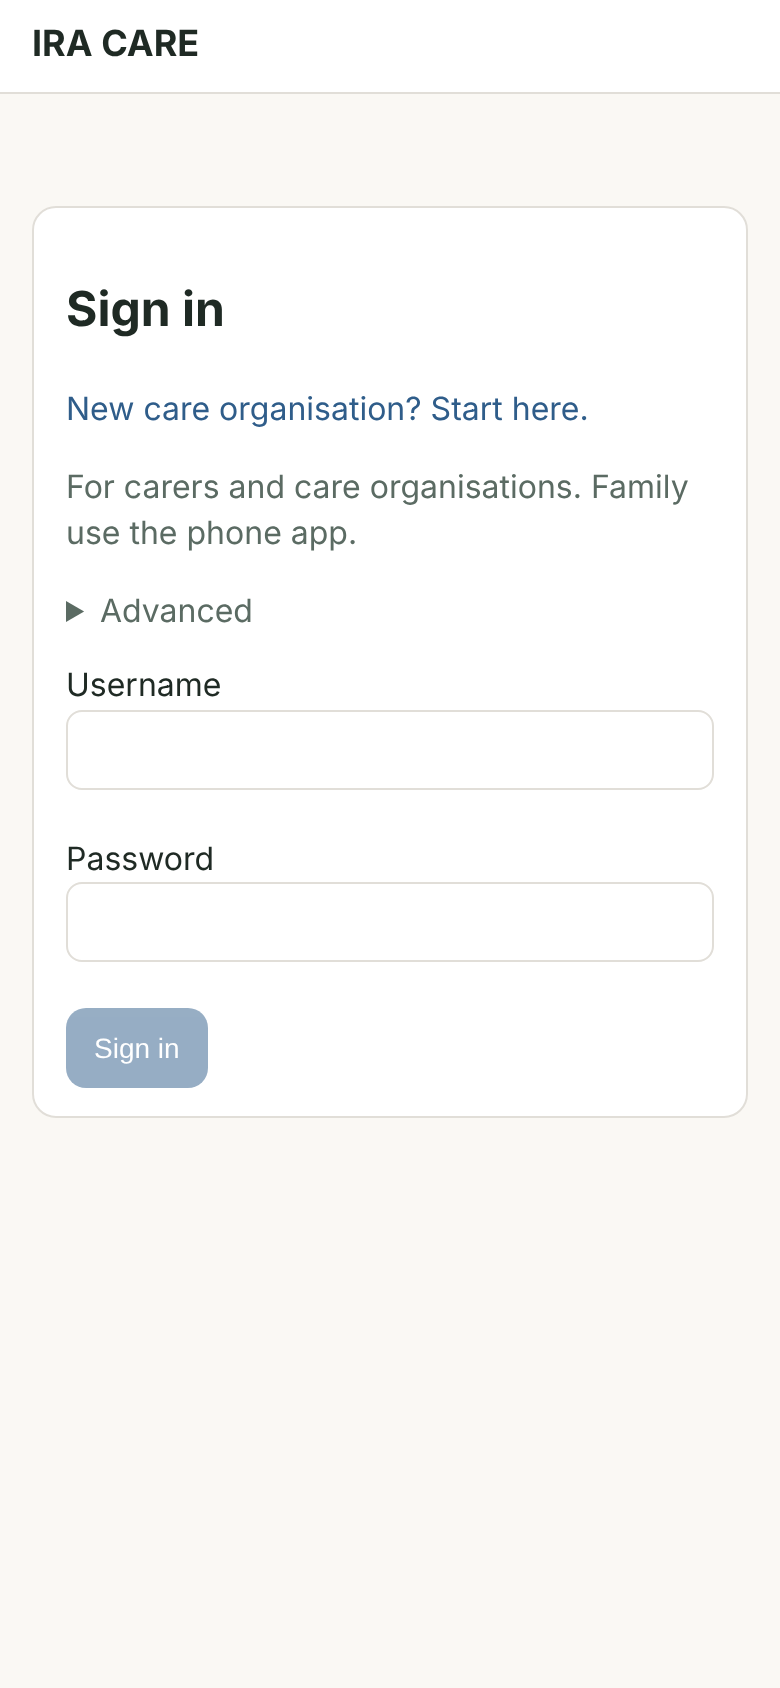 IRA CARE
Sign in
New care organisation? Start here.
For carers and care organisations. Family
use the phone app.
Advanced
Username
Password
Sign in